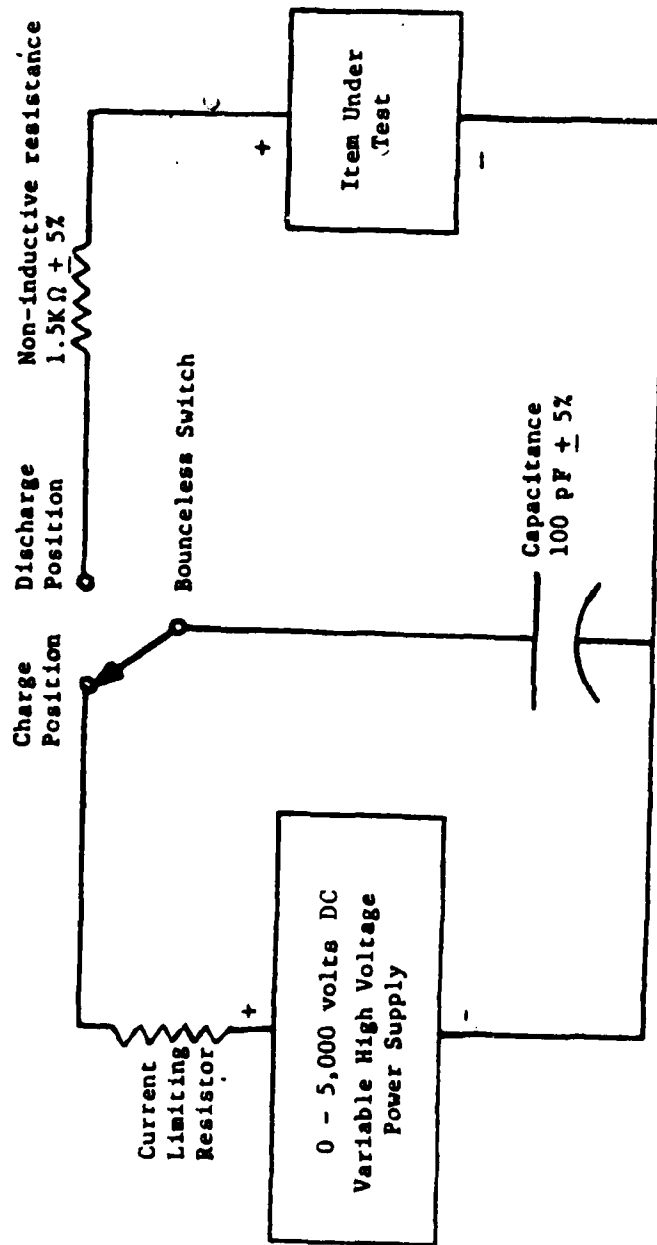 Charge
Position
Discharge
Position
Non-inductive resistance
1.5KΩ ± 5%
Bounceless Switch
Current
Limiting
Resistor
+
0 - 5,000 volts DC
Variable High Voltage
Power Supply
-
Capacitance
100 pF ± 5%
+
Item Under
Test
-